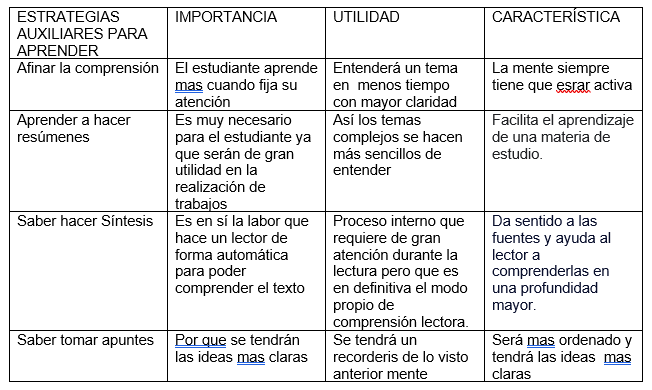 ESTRATEGIAS AUXILIARES PARA APRENDER
IMPORTANCIA
UTILIDAD
CARACTERÍSTICA
Afinar la comprensión
El estudiante aprende
mas cuando fija su
atención
Entenderá un tema
en menos tiempo
con mayor claridad
La mente siempre
tiene que esrar activa
Aprender a hacer
resúmenes
Es muy necesario
para el estudiante ya
que serán de gran
utilidad en la
realización de
trabajos
Así los temas
complejos se hacen
más sencillos de
entender
Facilita el aprendizaje
de una materia de
estudio.
Saber hacer Síntesis
Es en sí la labor que
hace un lector de
forma automática
para poder
comprender el texto
Proceso interno que
requiere de gran
atención durante la
lectura pero que es
en definitiva el modo
propio de
comprensión lectora.
Da sentido a las
fuentes y ayuda al
lector a
comprenderlas en
una profundidad
mayor.
Saber tomar apuntes
Por que se tendrán
las ideas mas claras
Se tendrá un
recorderis de lo visto
anterior mente
Será mas ordenado y
tendrá las ideas mas
claras